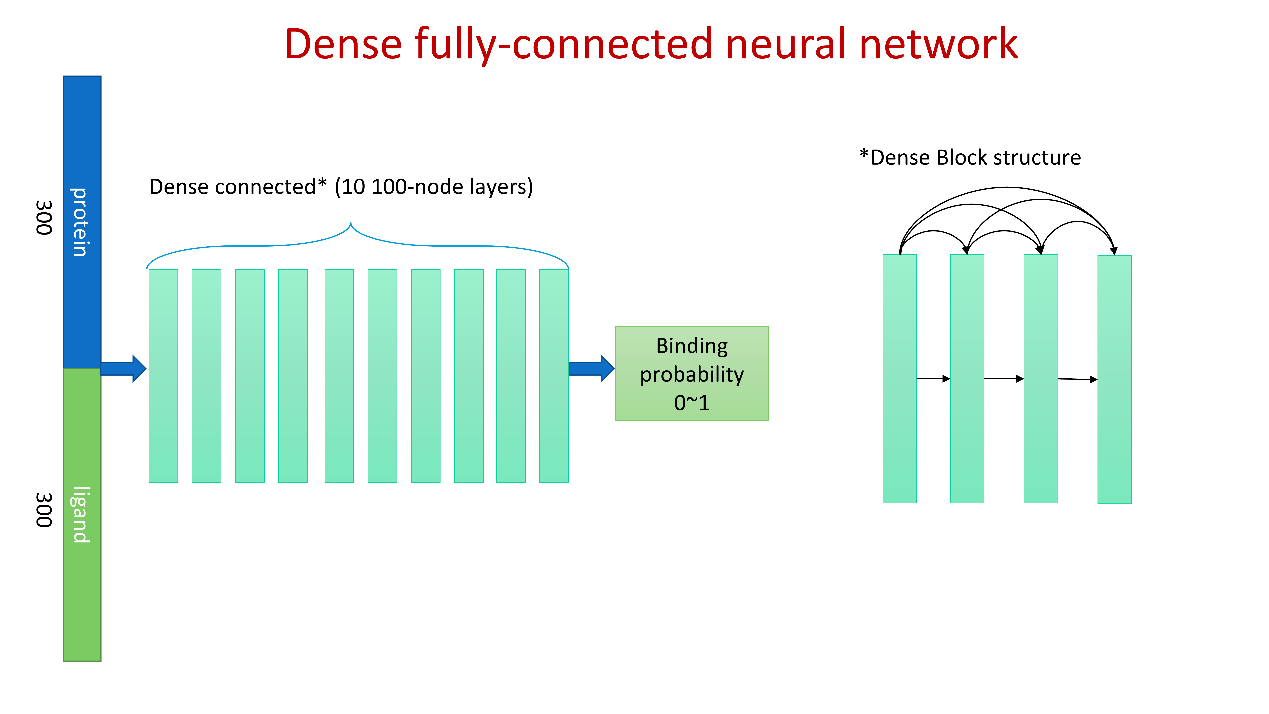 Dense fully-connected neural network
300
protein
300
ligand
Dense connected* (10 100-node layers)
Binding
probability
0~1
*Dense Block structure